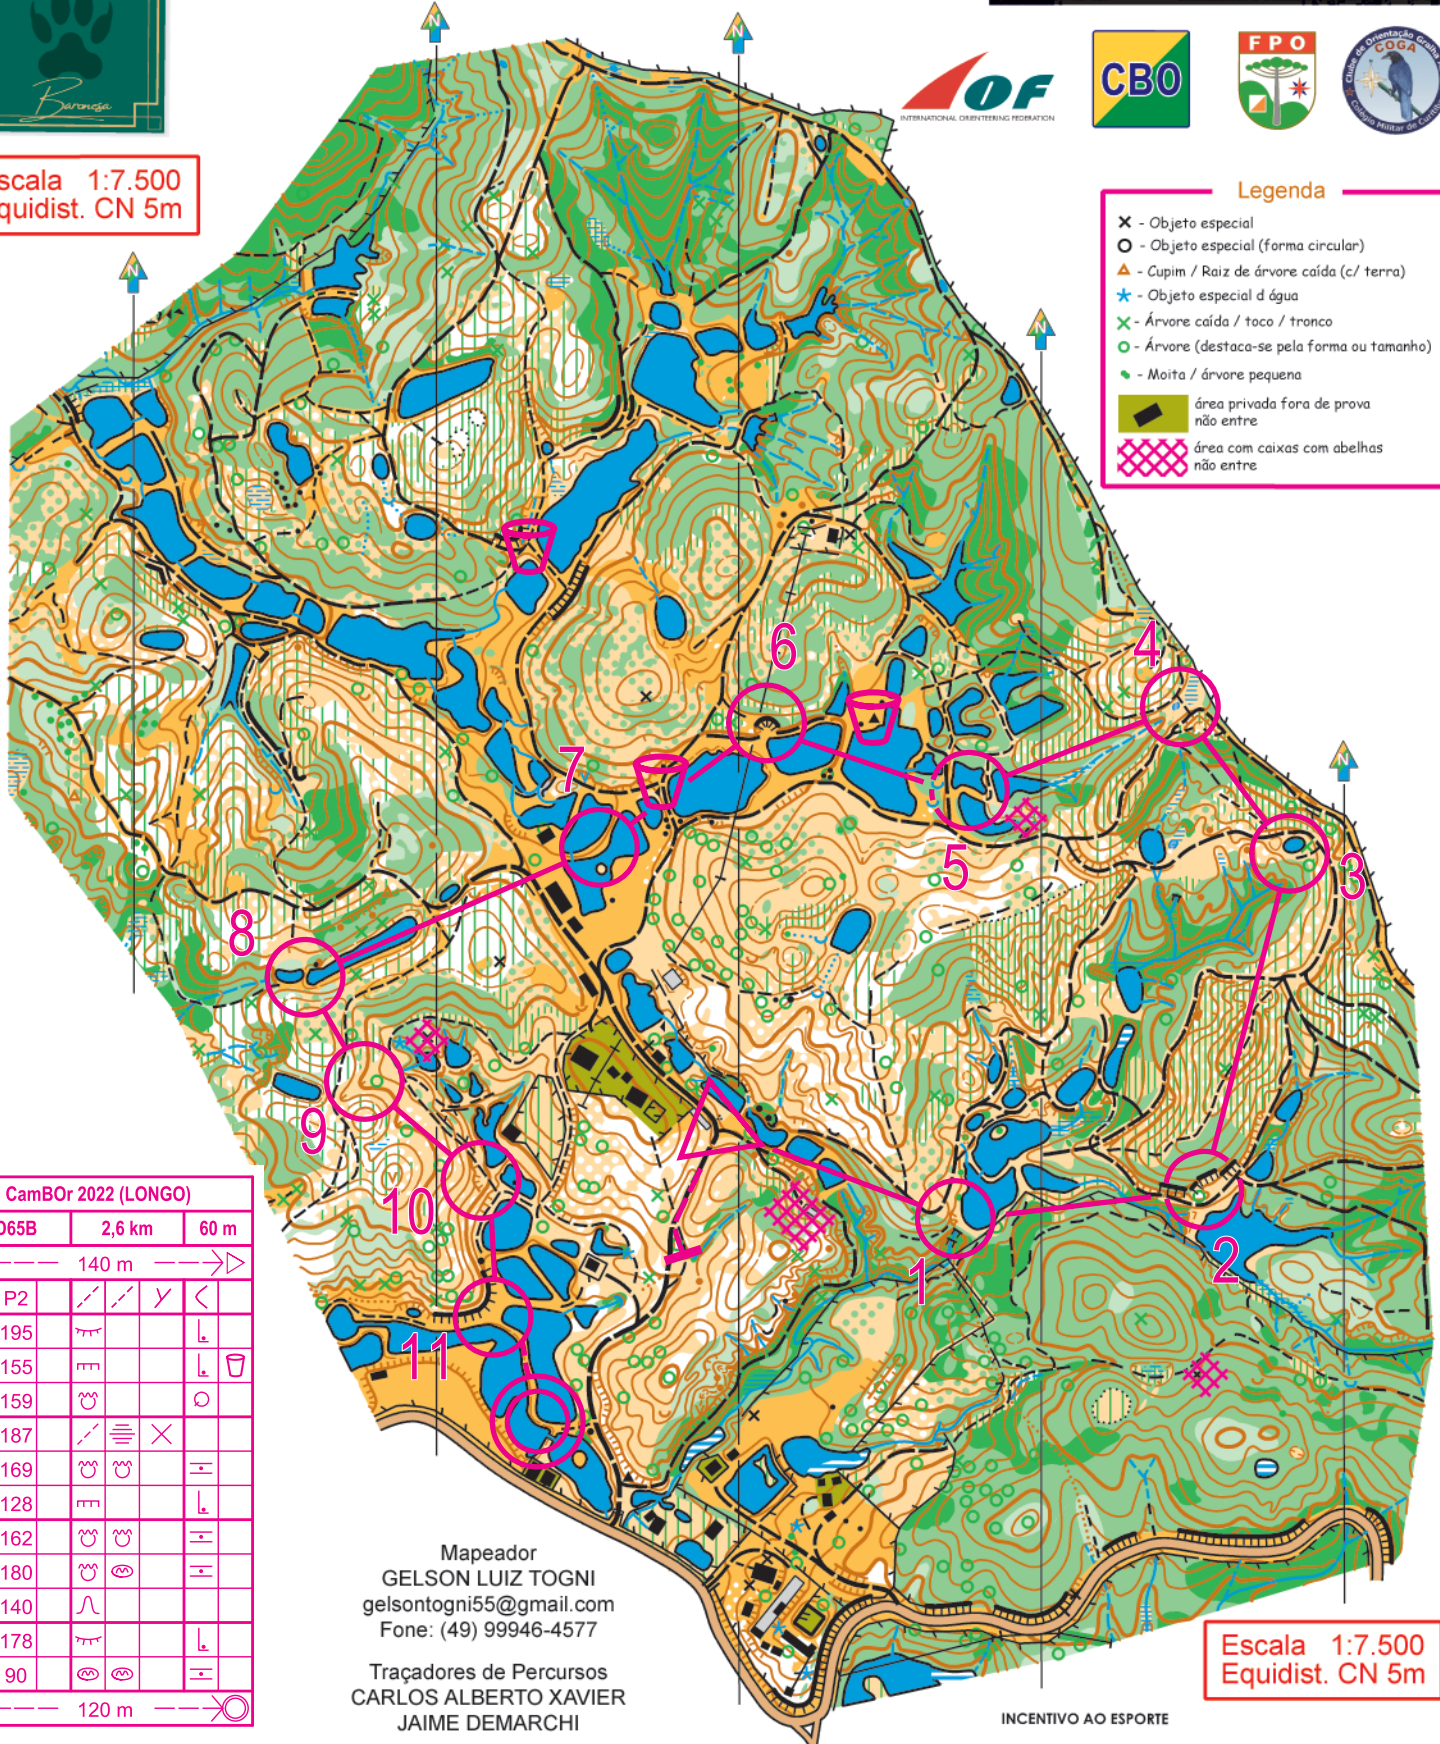 N
N
N
N
N
Baronesa
scala 1:7.500
quidist. CN 5m
IOF
INTERNATIONAL ORIENTEERING FEDERATION
CBO
FPO
COGA
Legenda
- Objeto especial
- Objeto especial (forma circular)
- Cupim / Raiz de árvore caída (c/ terra)
- Objeto especial d água
- Árvore caída / toco / tronco
- Árvore (destaca-se pela forma ou tamanho)
- Moita / árvore pequena
área privada fora de prova
não entre
área com caixas com abelhas
não entre
4
6
7
5
3
8
9
10
1
2
11
CamBOr 2022 (LONGO)
D65B 2,6 km 60 m
140 m
P2
195
155
159
187
169
128
162
180
140
178
90
120 m
Mapeador
GELSON LUIZ TOGNI
gelsontogni55@gmail.com
Fone: (49) 99946-4577
Traçadores de Percursos
CARLOS ALBERTO XAVIER
JAIME DEMARCHI
Escala 1:7.500
Equidist. CN 5m
INCENTIVO AO ESPORTE